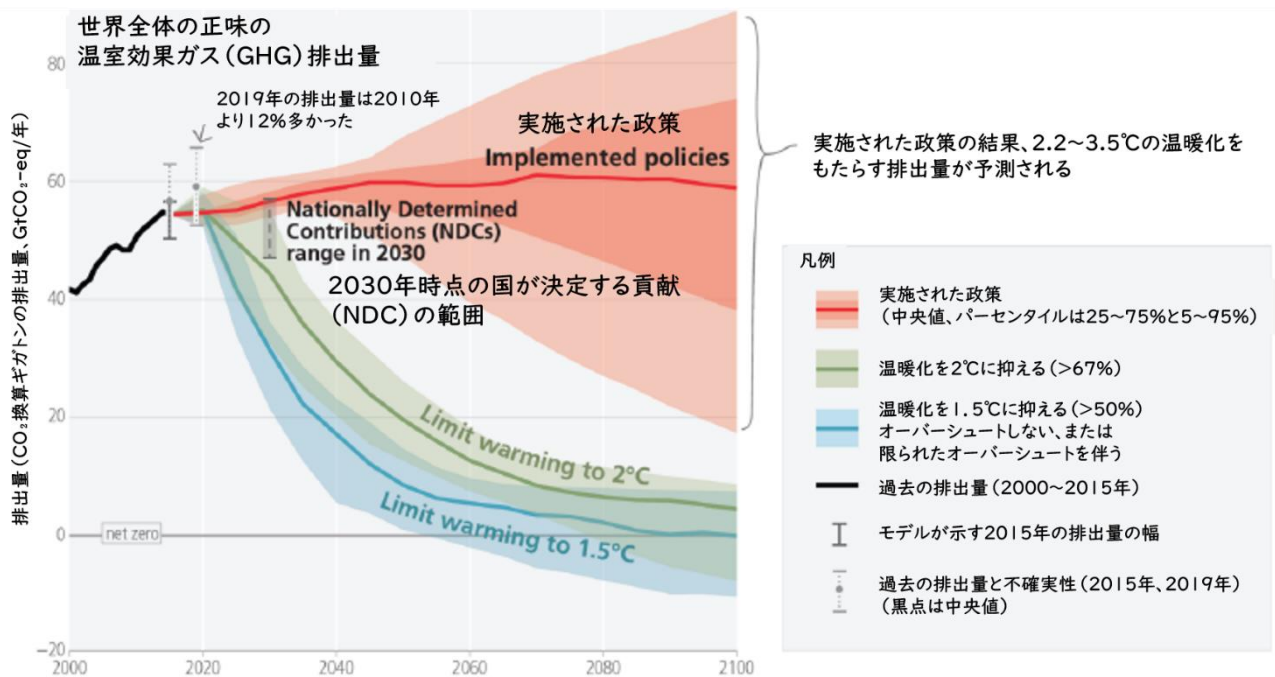 世界全体の正味の
温室効果ガス(GHG)排出量
2019年の排出量は2010年
より12%多かった
排出量(CO₂換算ギガトンの排出量、GtCO₂-eq/年)
80
60
40
20
0
−20
2000
2020
2040
2060
2080
2100
実施された政策
Implemented policies
Nationally Determined
Contributions (NDCs)
range in 2030
2030年時点の国が決定する貢献
(NDC)の範囲
Limit warming to 2°C
Limit warming to 1.5°C
net zero
実施された政策の結果、2.2~3.5℃の温暖化を
もたらす排出量が予測される
凡例
実施された政策
(中央値、パーセンタイルは25~75%と5~95%)
温暖化を2℃に抑える(>67%)
温暖化を1.5℃に抑える(>50%)
オーバーシュートしない、または
限られたオーバーシュートを伴う
過去の排出量(2000~2015年)
モデルが示す2015年の排出量の幅
過去の排出量と不確実性(2015年、2019年)
(黒点は中央値)